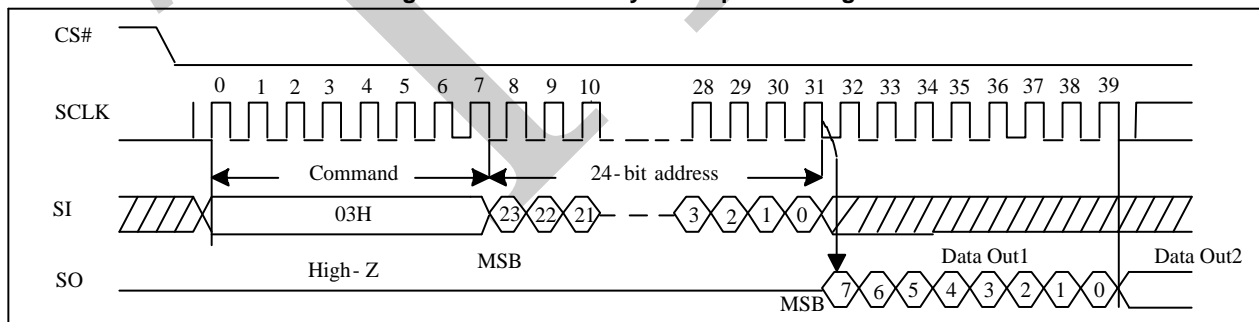 CS#
0 1 2 3 4 5 6 7 8 9 10 28 29 30 31 32 33 34 35 36 37 38 39
SCLK
Command 24-bit address
SI 03H 23 22 21 3 2 1 0
High-Z MSB Data Out1 Data Out2
SO MSB 7 6 5 4 3 2 1 0